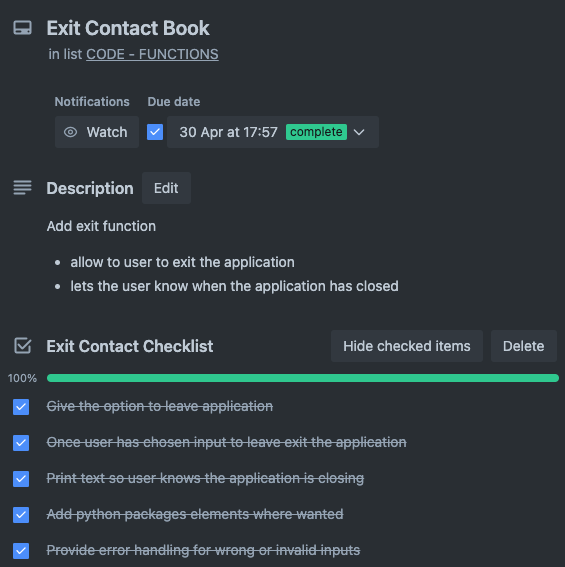 Exit Contact Book
in list CODE - FUNCTIONS
Notifications Due date
Watch 30 Apr at 17:57 complete
Description Edit
Add exit function
• allow to user to exit the application
• lets the user know when the application has closed
Exit Contact Checklist Hide checked items Delete
100%
Give the option to leave application
Once user has chosen input to leave exit the application
Print text so user knows the application is closing
Add python packages elements where wanted
Provide error handling for wrong or invalid inputs